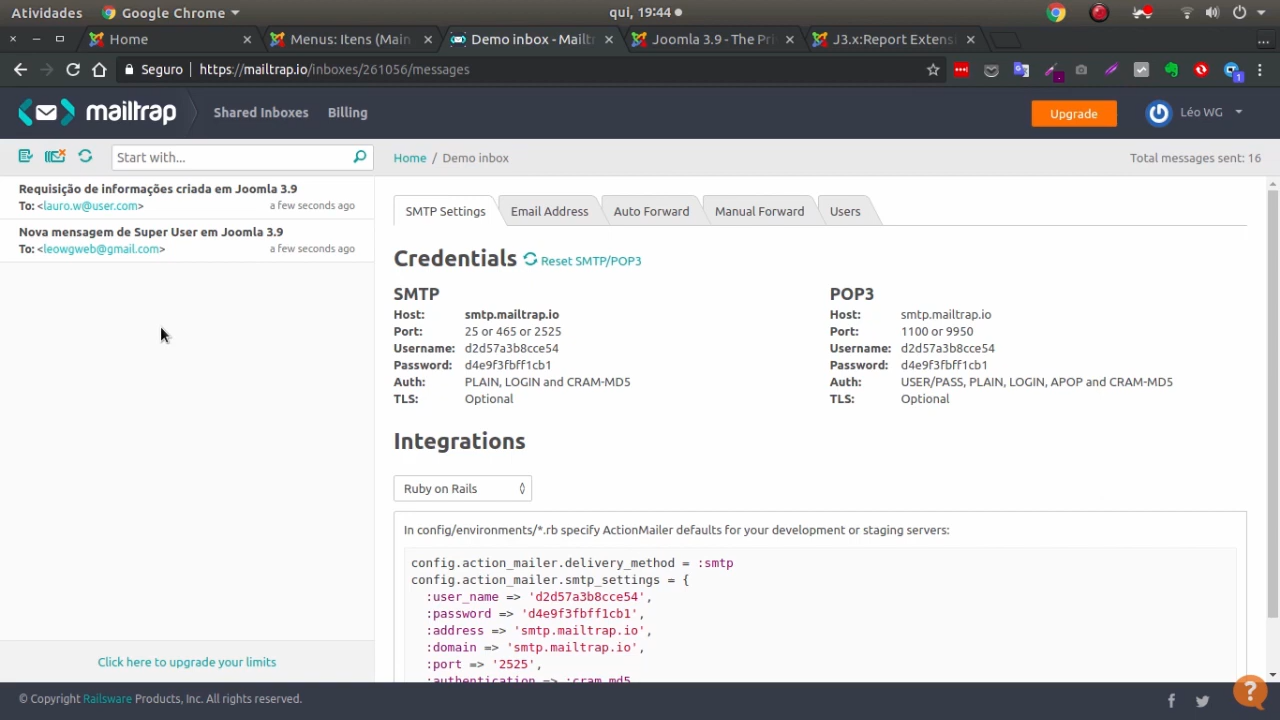 Atividades Google Chrome qui, 19:44
Home Menus: Itens (Main Demo inbox - Mailtr Joomla 3.9 - The Pri J3.x:Report Extens
Seguro https://mailtrap.io/inboxes/261056/messages 1
mailtrap Shared Inboxes Billing Upgrade Léo WG
Start with... Home / Demo inbox Total messages sent: 16
Requisição de informações criada em Joomla 3.9
To: <lauro.w@user.com> a few seconds ago
Nova mensagem de Super User em Joomla 3.9
To: <leowgweb@gmail.com> a few seconds ago
SMTP Settings Email Address Auto Forward Manual Forward Users
Credentials Reset SMTP/POP3
SMTP
Host: smtp.mailtrap.io
Port: 25 or 465 or 2525
Username: d2d57a3b8cce54
Password: d4e9f3fbff1cb1
Auth: PLAIN, LOGIN and CRAM-MD5
TLS: Optional
POP3
Host: smtp.mailtrap.io
Port: 1100 or 9950
Username: d2d57a3b8cce54
Password: d4e9f3fbff1cb1
Auth: USER/PASS, PLAIN, LOGIN, APOP and CRAM-MD5
TLS: Optional
Integrations
Ruby on Rails
In config/environments/*.rb specify ActionMailer defaults for your development or staging servers:
config.action_mailer.delivery_method = :smtp
config.action_mailer.smtp_settings = {
:user_name => 'd2d57a3b8cce54',
:password => 'd4e9f3fbff1cb1',
:address => 'smtp.mailtrap.io',
:domain => 'smtp.mailtrap.io',
:port => '2525',
:authentication => :cram_md5
Click here to upgrade your limits
© Copyright Railsware Products, Inc. All rights reserved.
?